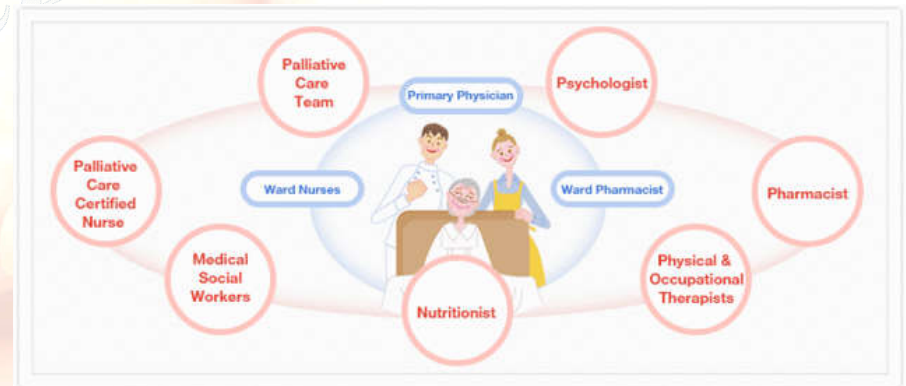 Palliative
Care
Team
Primary Physician
Psychologist
Palliative
Care
Certified
Nurse
Ward Nurses
Ward Pharmacist
Pharmacist
Medical
Social
Workers
Nutritionist
Physical &
Occupational
Therapists